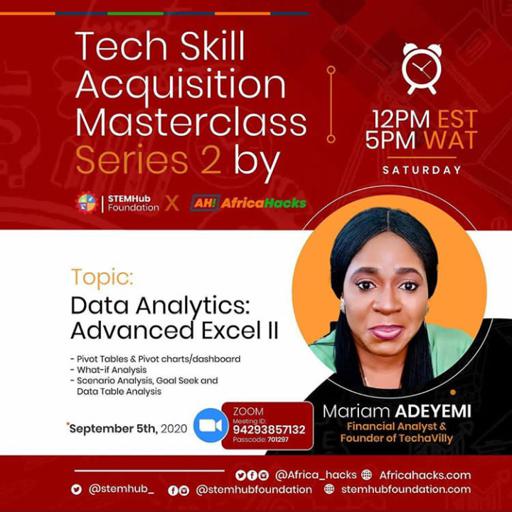 Tech Skill
Acquisition
Masterclass
Series 2 by
STEMHub
Foundation
X
AH! AfricaHacks
12PM EST
5PM WAT
SATURDAY
Topic:
Data Analytics:
Advanced Excel II
- Pivot Tables & Pivot charts/dashboard
- What-if Analysis
- Scenario Analysis, Goal Seek and
Data Table Analysis
*September 5th, 2020
ZOOM
Meeting ID:
94293857132
Passcode: 701297
Mariam ADEYEMI
Financial Analyst &
Founder of TechaVilly
@Africa_hacks Africahacks.com
@stemhub_ @stemhubfoundation stemhubfoundation.com